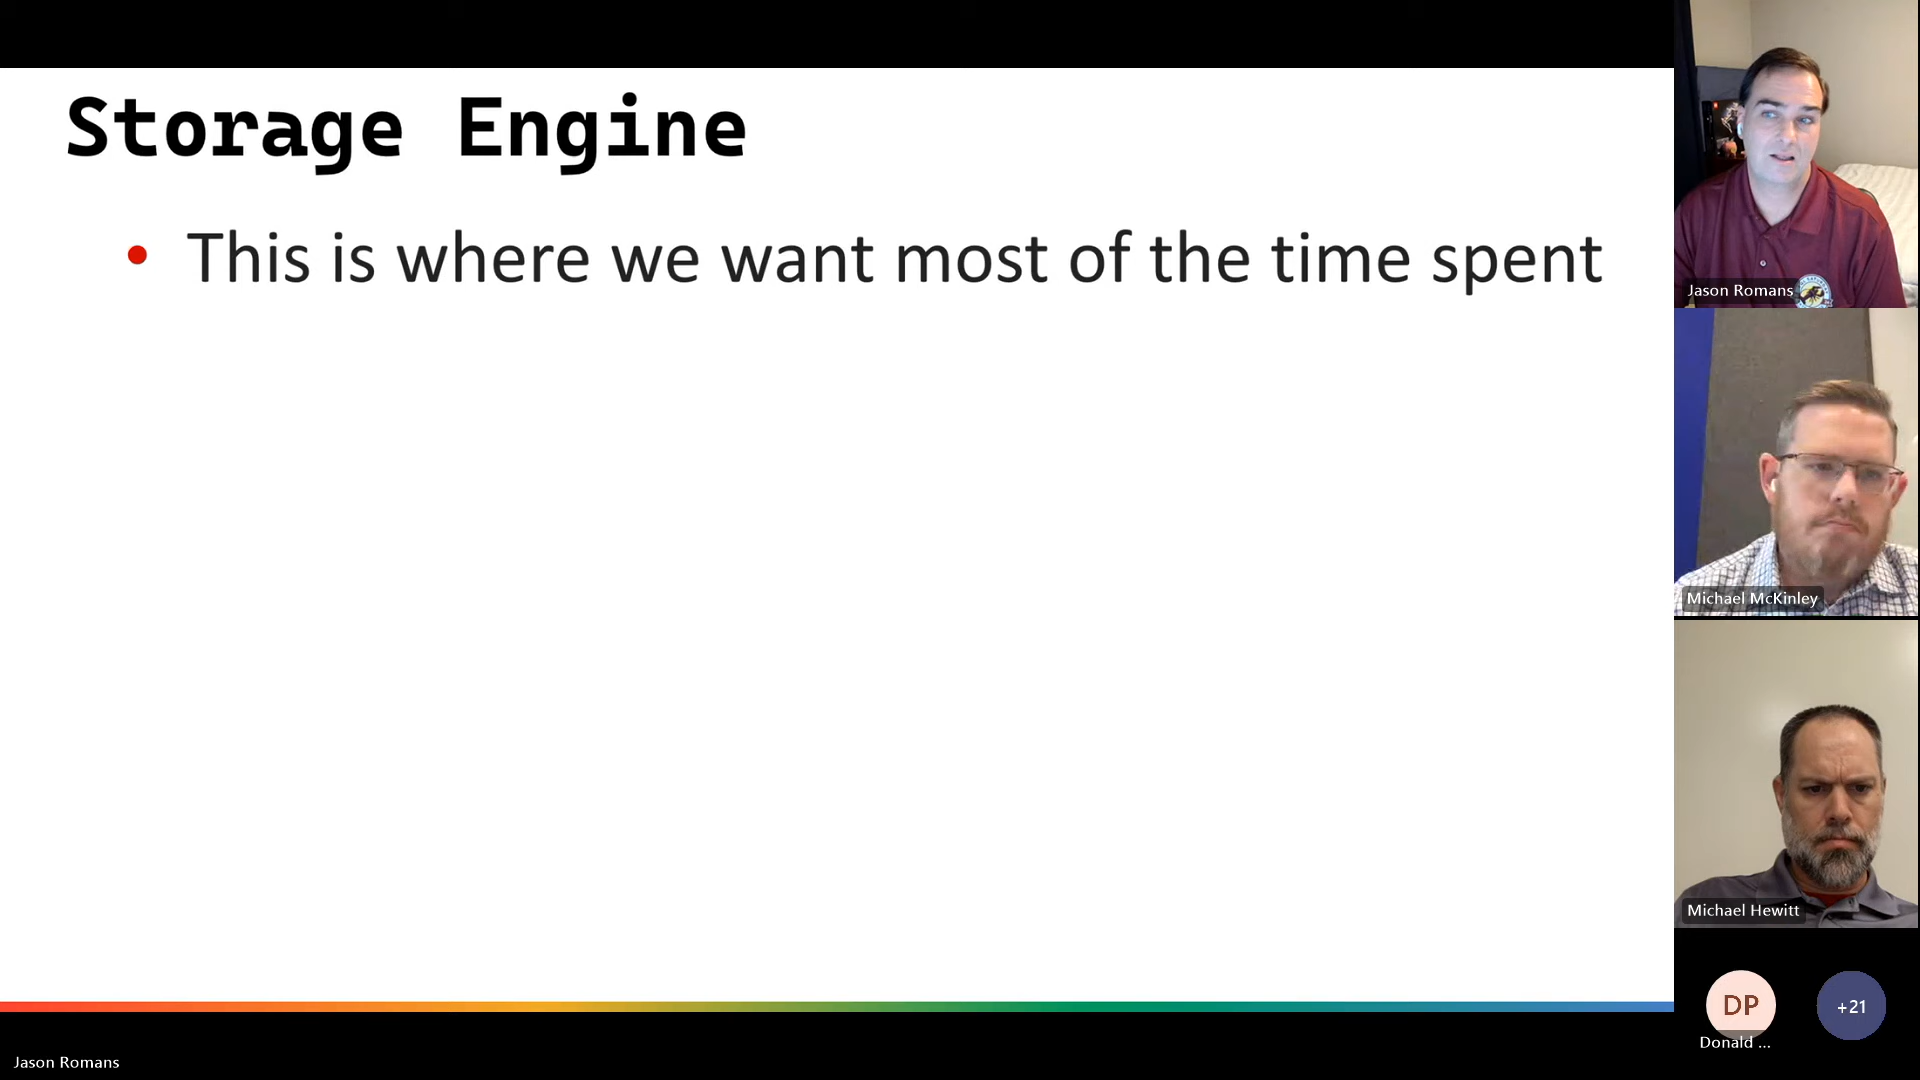 Storage Engine
• This is where we want most of the time spent
Jason Romans
Michael McKinley
Michael Hewitt
DP
+21
Donald ...
Jason Romans